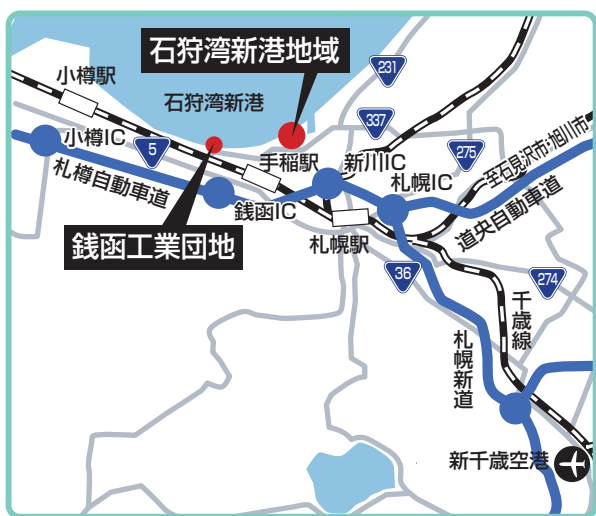 石狩湾新港地域
小樽駅
石狩湾新港
231
337
小樽IC
5
275
手稲駅
新川IC
至石見沢市・旭川市
札樽自動車道
札幌IC
銭函IC
道央自動車道
銭函工業団地
札幌駅
36
274
千歳線
札幌新道
新千歳空港